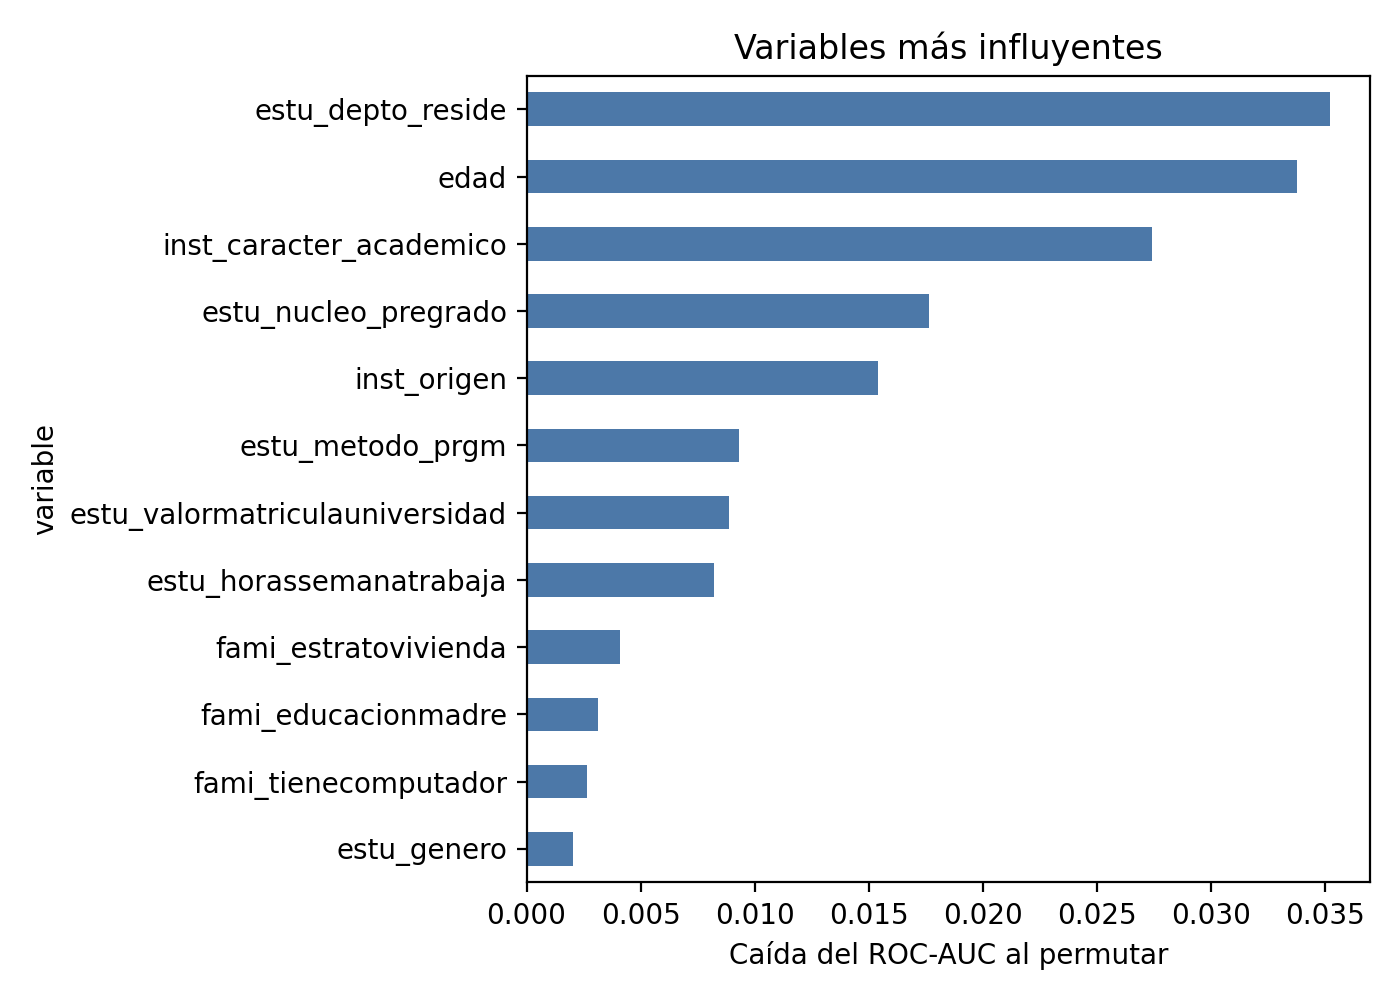 Variables más influyentes
estu_depto_reside
edad
inst_caracter_academico
estu_nucleo_pregrado
inst_origen
estu_metodo_prgm
estu_valormatriculauniversidad
estu_horassemanatrabaja
fami_estratovivienda
fami_educacionmadre
fami_tienecomputador
estu_genero
variable
0.000 0.005 0.010 0.015 0.020 0.025 0.030 0.035
Caída del ROC-AUC al permutar